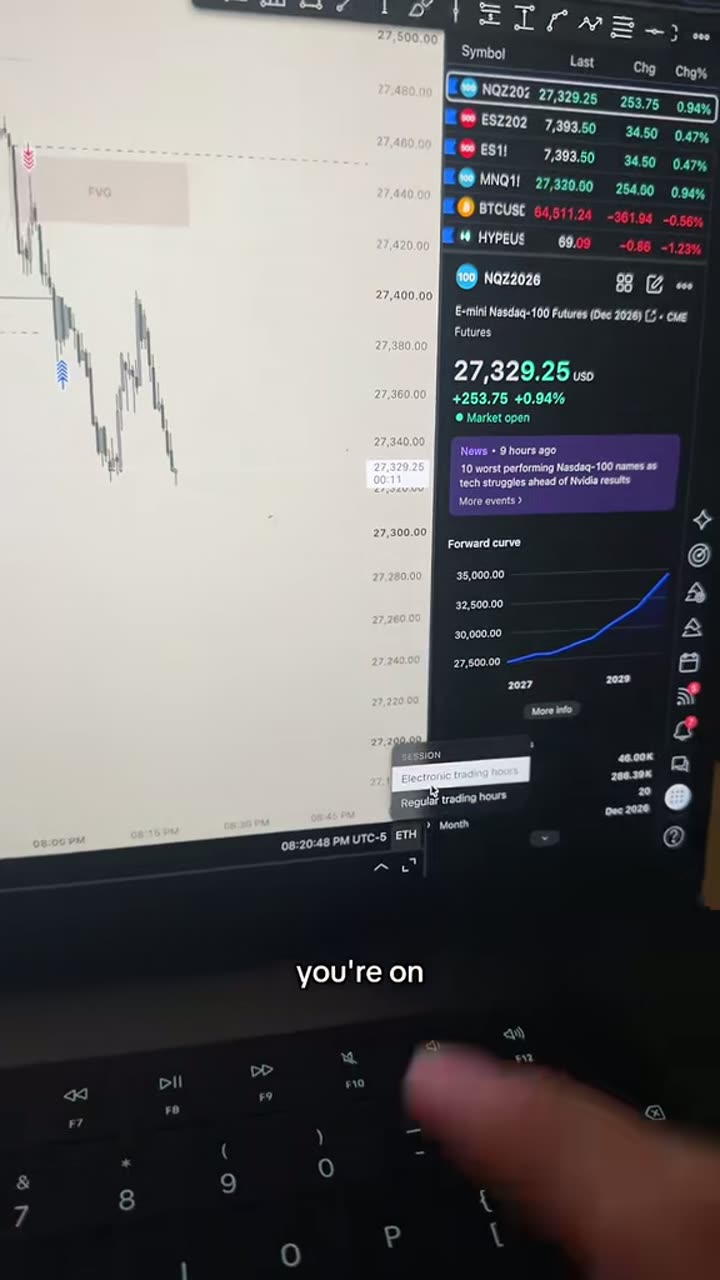 27,500.00
27,480.00
27,460.00
27,440.00
27,420.00
27,400.00
27,380.00
27,360.00
27,340.00
27,329.25
00:11
27,300.00
27,280.00
27,260.00
27,240.00
27,220.00
27,200.00
FVG
Symbol Last Chg Chg%
NQZ202 27,329.25 253.75 0.94%
ESZ202 7,393.50 34.50 0.47%
ES1! 7,393.50 34.50 0.47%
MNQ1! 27,330.00 254.00 0.94%
BTCUSD 64,511.24 −361.94 −0.56%
HYPEUS 69.09 −0.86 −1.23%
100 NQZ2026
E-mini Nasdaq-100 Futures (Dec 2026) • CME
Futures
27,329.25 USD
+253.75 +0.94%
Market open
News • 9 hours ago
10 worst performing Nasdaq-100 names as
tech struggles ahead of Nvidia results
More events ›
Forward curve
35,000.00
32,500.00
30,000.00
27,500.00
2027 2029
More info
SESSION
Electronic trading hours
Regular trading hours
46.00K
20
Dec 2026
Month
08:00 PM 08:15 PM 08:30 PM 08:45 PM
08:20:48 PM UTC-5 ETH
you're on
F7 F8 F9 F10 F12
& * ( ) _
7 8 9 0 -
O P { [